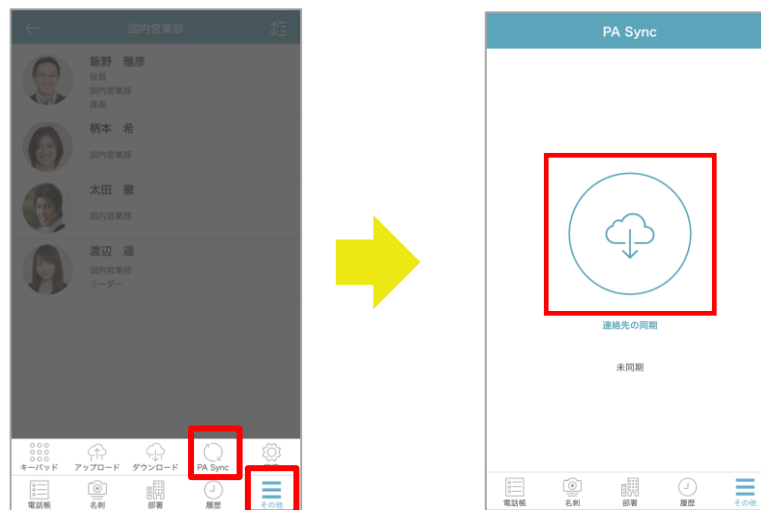 国内営業部
飯野 雅彦
役員
国内営業部
課長
柄本 希
国内営業部
太田 徹
国内営業部
渡辺 遥
国内営業部
リーダー
キーパッド
アップロード
ダウンロード
PA Sync
電話帳
名刺
部署
履歴
その他
PA Sync
連絡先の同期
未同期
電話帳
名刺
部署
履歴
その他